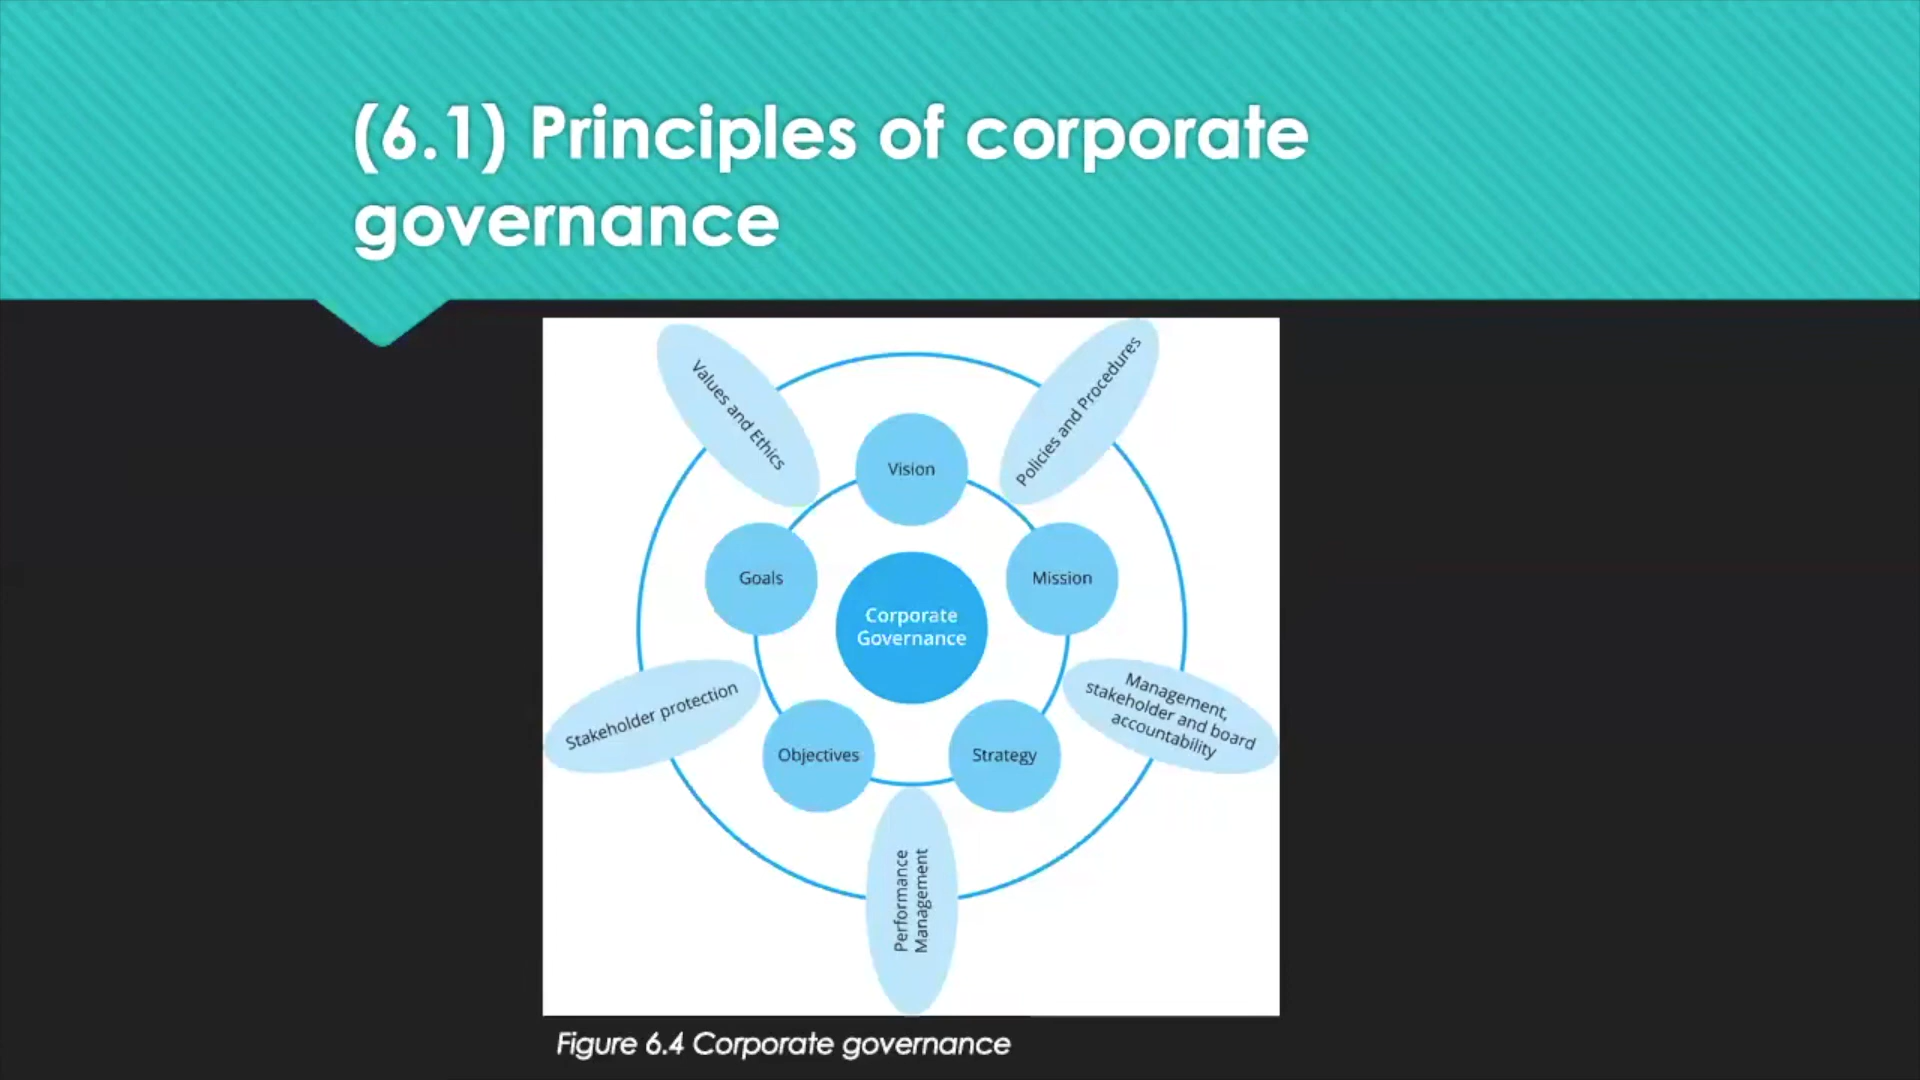 (6.1) Principles of corporate
governance
Values and Ethics
Policies and Procedures
Vision
Goals
Mission
Corporate
Governance
Stakeholder protection
Management,
stakeholder and board
accountability
Objectives
Strategy
Performance
Management
Figure 6.4 Corporate governance